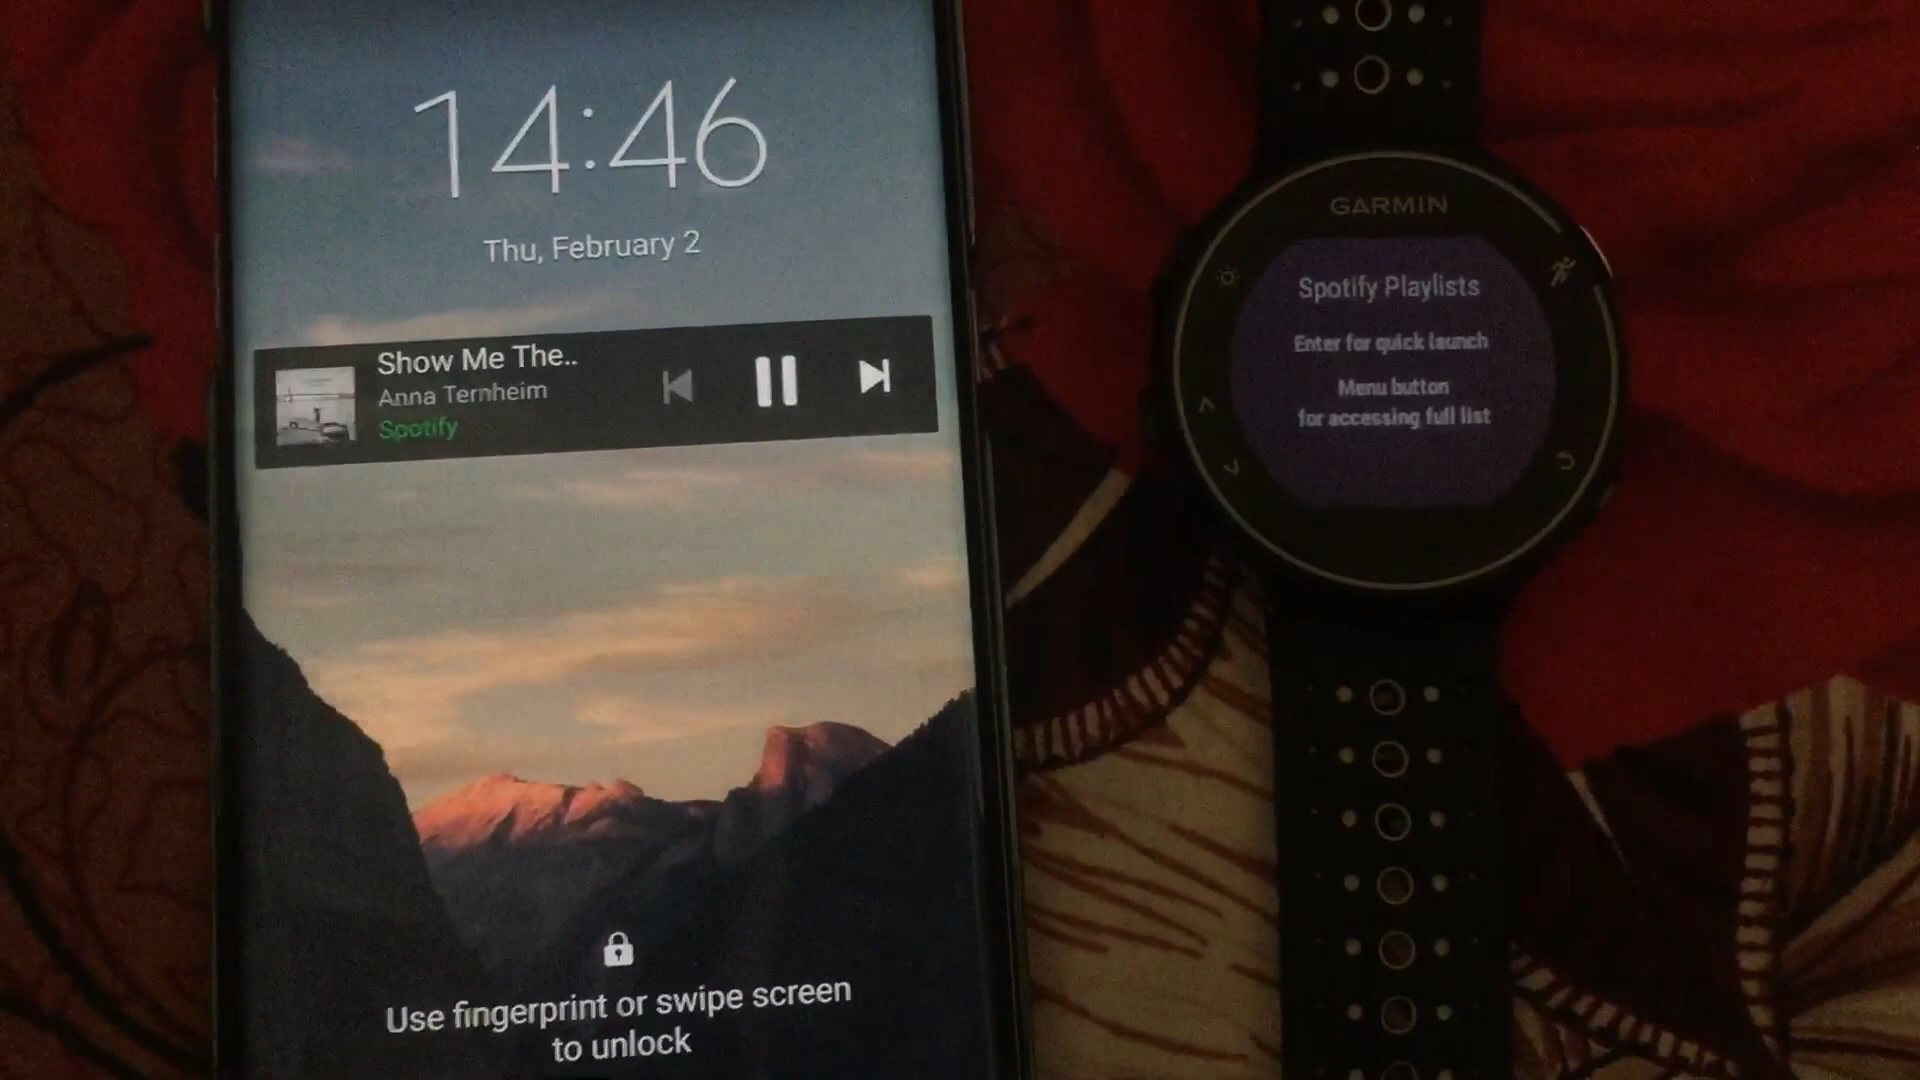 14:46
Thu, February 2
Show Me The..
Anna Ternheim
Spotify
Use fingerprint or swipe screen
to unlock
GARMIN
Spotify Playlists
Enter for quick launch
Menu button
for accessing full list